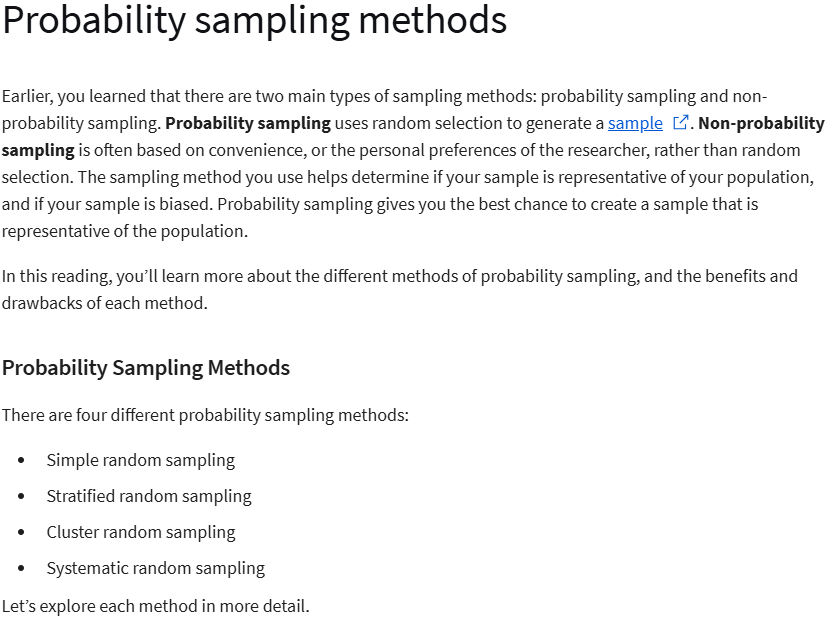 Probability sampling methods
Earlier, you learned that there are two main types of sampling methods: probability sampling and non-
probability sampling. Probability sampling uses random selection to generate a sample. Non-probability
sampling is often based on convenience, or the personal preferences of the researcher, rather than random
selection. The sampling method you use helps determine if your sample is representative of your population,
and if your sample is biased. Probability sampling gives you the best chance to create a sample that is
representative of the population.
In this reading, you’ll learn more about the different methods of probability sampling, and the benefits and
drawbacks of each method.
Probability Sampling Methods
There are four different probability sampling methods:
• Simple random sampling
• Stratified random sampling
• Cluster random sampling
• Systematic random sampling
Let’s explore each method in more detail.